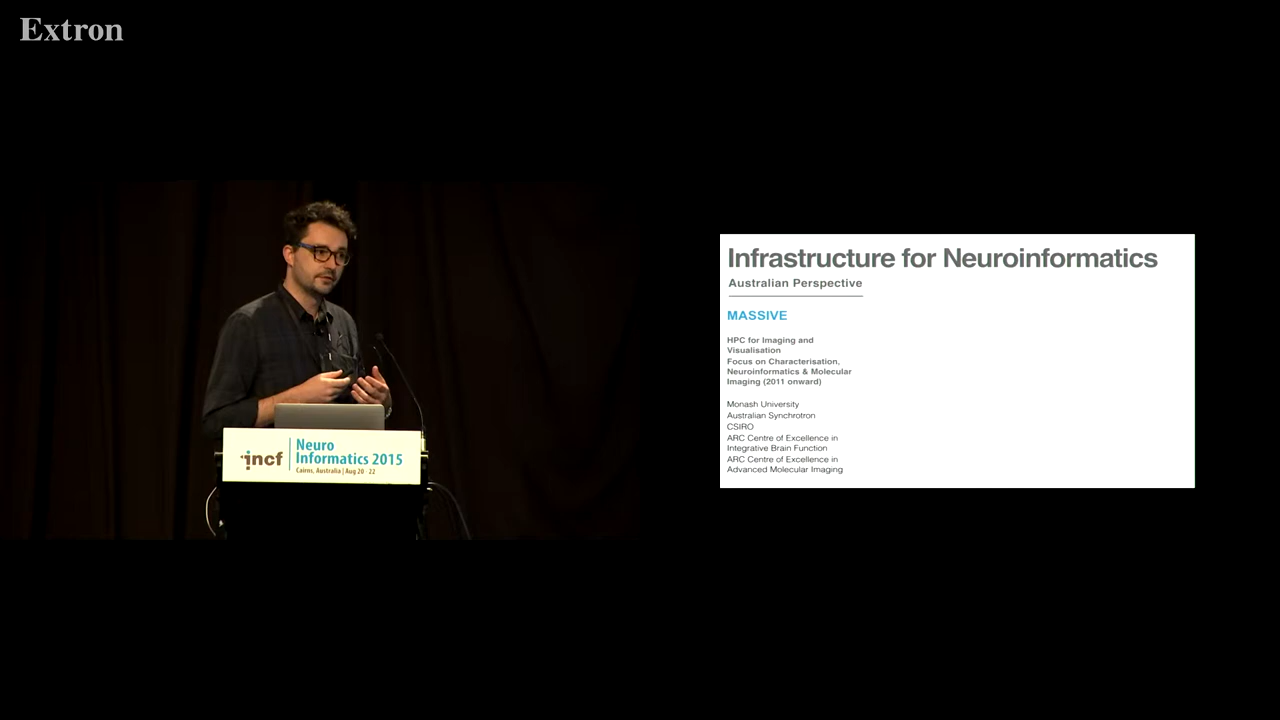 Extron
incf
Neuro
Informatics 2015
Cairns, Australia | Aug 20 22
Infrastructure for Neuroinformatics
Australian Perspective
MASSIVE
HPC for Imaging and
Visualisation
Focus on Characterisation,
Neuroinformatics & Molecular
Imaging (2011 onward)
Monash University
Australian Synchrotron
CSIRO
ARC Centre of Excellence in
Integrative Brain Function
ARC Centre of Excellence in
Advanced Molecular Imaging